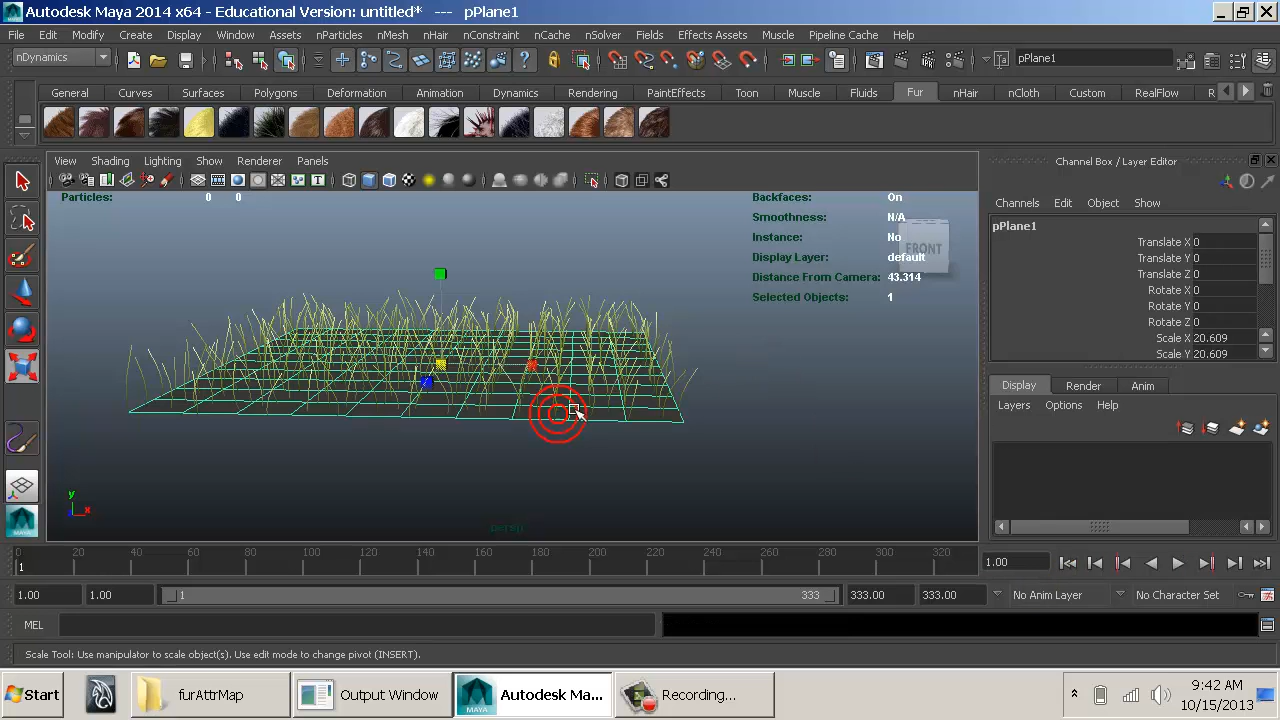 Autodesk Maya 2014 x64 - Educational Version: untitled* --- pPlane1
File Edit Modify Create Display Window Assets nParticles nMesh nHair nConstraint nCache nSolver Fields Effects Assets Muscle Pipeline Cache Help
nDynamics
pPlane1
General Curves Surfaces Polygons Deformation Animation Dynamics Rendering PaintEffects Toon Muscle Fluids Fur nHair nCloth Custom RealFlow R
View Shading Lighting Show Renderer Panels
Channel Box / Layer Editor
Particles: 0 0
Backfaces: On
Smoothness: N/A
Instance: No
Display Layer: default
Distance From Camera: 43.314
Selected Objects: 1
FRONT
Channels Edit Object Show
pPlane1
Translate X 0
Translate Y 0
Translate Z 0
Rotate X 0
Rotate Y 0
Rotate Z 0
Scale X 20.609
Scale Y 20.609
Display Render Anim
Layers Options Help
y
x
persp
0 20 40 60 80 100 120 140 160 180 200 220 240 260 280 300 320
1
1.00
1.00 1.00 1 333 333.00 333.00 No Anim Layer No Character Set
MEL
Scale Tool: Use manipulator to scale object(s). Use edit mode to change pivot (INSERT).
Start furAttrMap Output Window Autodesk Ma... Recording...
MAYA
9:42 AM
10/15/2013